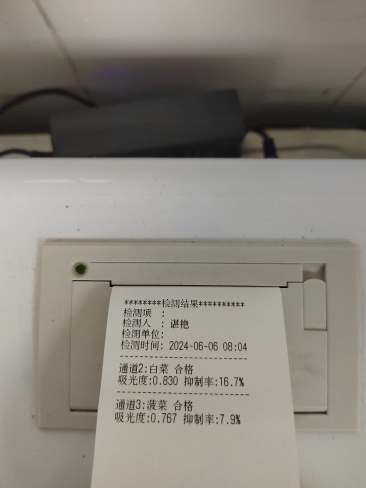 ********检测结果**********
检测项 :
检测人 : 谌艳
检测单位:
检测时间: 2024-06-06 08:04
--------------------------
通道2:白菜 合格
吸光度:0.830 抑制率:16.7%
--------------------------
通道3:菠菜 合格
吸光度:0.767 抑制率:7.9%